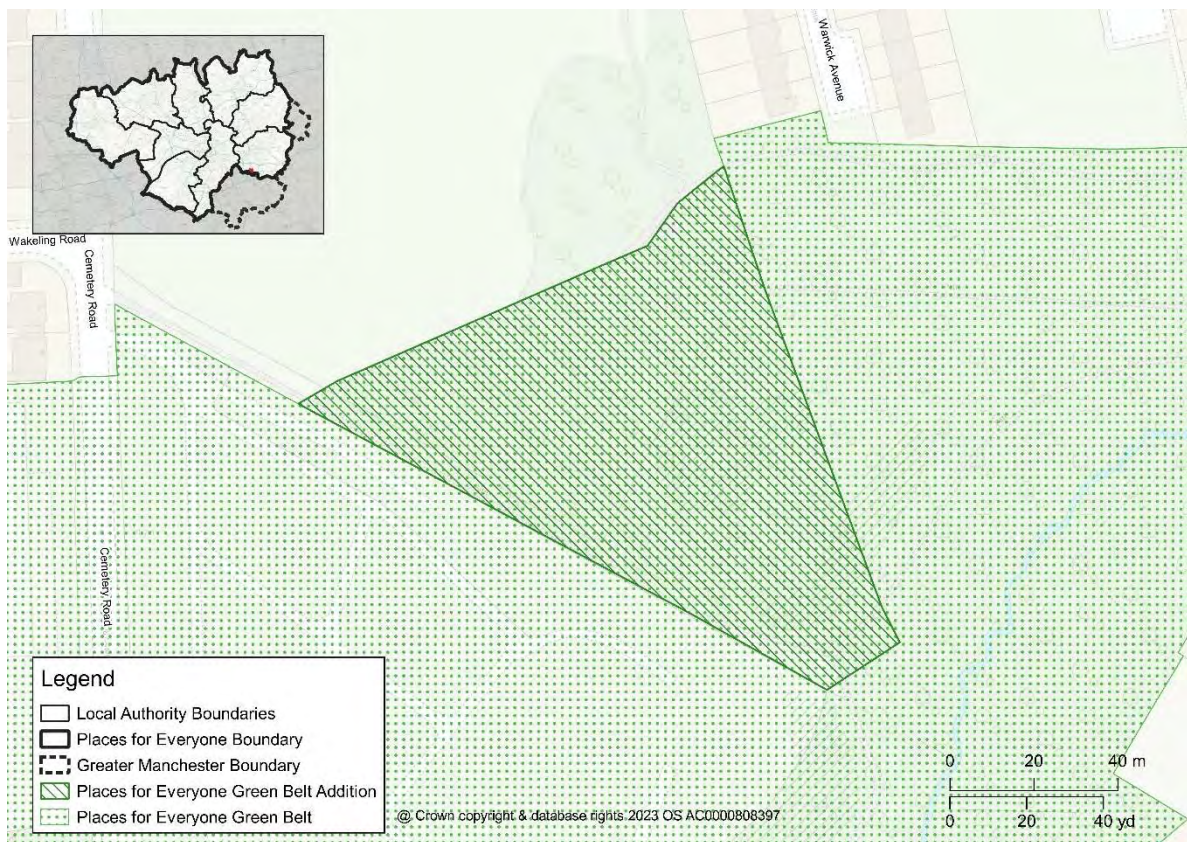 Warwick Avenue
Wakeling Road
Cemetery Road
Cemetery Road
Legend
Local Authority Boundaries
Places for Everyone Boundary
Greater Manchester Boundary
Places for Everyone Green Belt Addition
Places for Everyone Green Belt
@ Crown copyright & database rights 2023 OS AC0000808397
0 20 40 m
0 20 40 yd